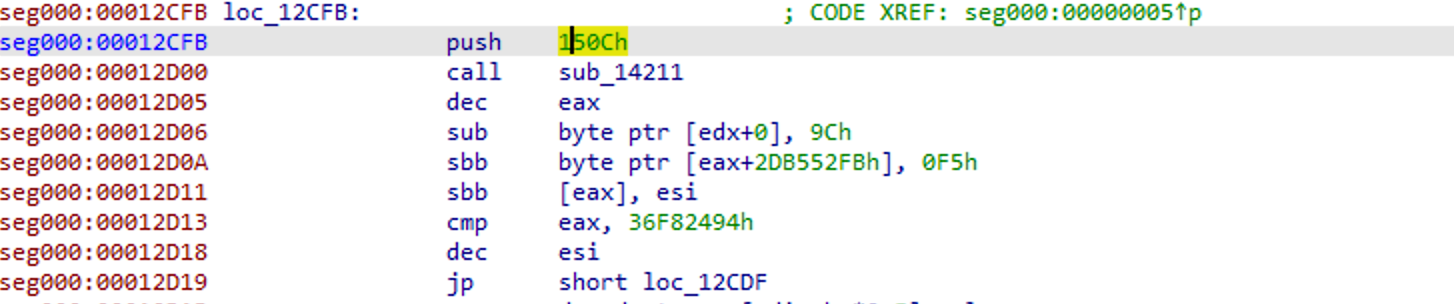 seg000:00012CFB loc_12CFB: ; CODE XREF: seg000:00000005↑p
seg000:00012CFB push 150Ch
seg000:00012D00 call sub_14211
seg000:00012D05 dec eax
seg000:00012D06 sub byte ptr [edx+0], 9Ch
seg000:00012D0A sbb byte ptr [eax+2DB552FBh], 0F5h
seg000:00012D11 sbb [eax], esi
seg000:00012D13 cmp eax, 36F82494h
seg000:00012D18 dec esi
seg000:00012D19 jp short loc_12CDF